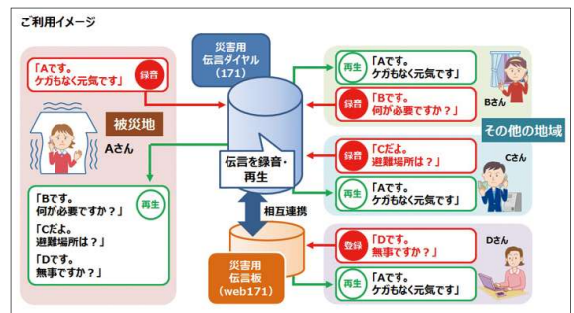 ご利用イメージ
「Aです。
ケガもなく元気です」
録音
被災地
Aさん
「Bです。
何が必要ですか？」
「Cだよ。
避難場所は？」
「Dです。
無事ですか？」
再生
災害用
伝言ダイヤル
（171）
伝言を録音・
再生
相互連携
災害用
伝言板
（web171）
再生
「Aです。
ケガもなく元気です」
録音
「Bです。
何が必要ですか？」
Bさん
その他の地域
録音
「Cだよ。
避難場所は？」
再生
「Aです。
ケガもなく元気です」
Cさん
登録
「Dです。
無事ですか？」
再生
「Aです。
ケガもなく元気です」
Dさん